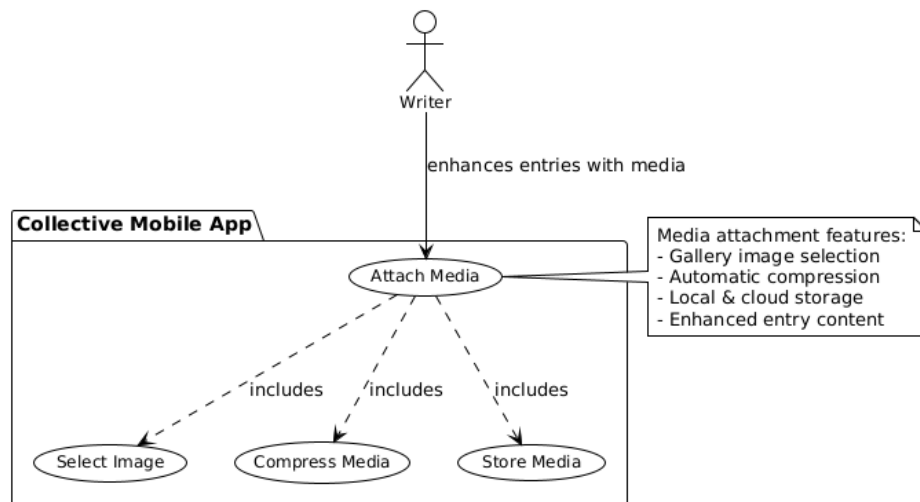 Writer
enhances entries with media
Collective Mobile App
Media attachment features:
- Gallery image selection
- Automatic compression
- Local & cloud storage
- Enhanced entry content
Attach Media
includes
includes
includes
Select Image
Compress Media
Store Media